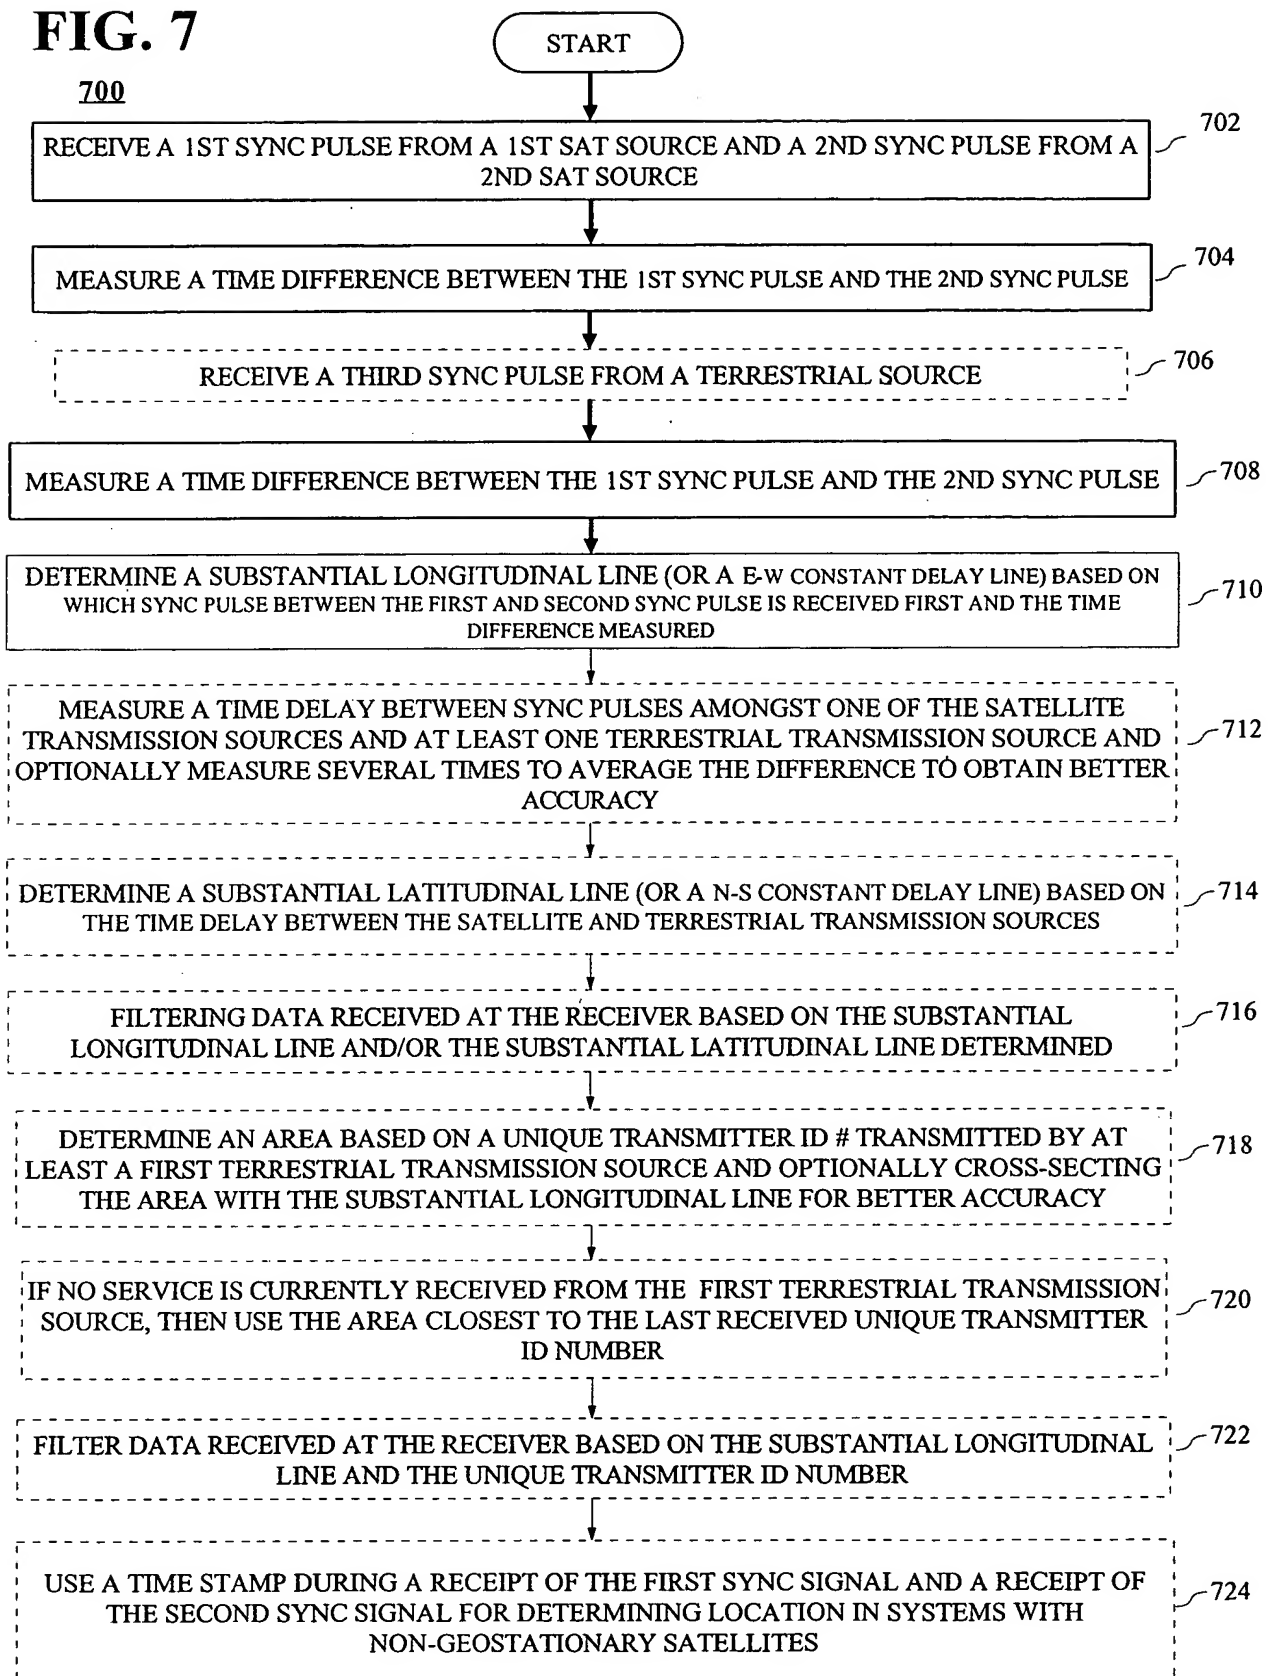 FIG. 7
700
START
RECEIVE A 1ST SYNC PULSE FROM A 1ST SAT SOURCE AND A 2ND SYNC PULSE FROM A
2ND SAT SOURCE
702
MEASURE A TIME DIFFERENCE BETWEEN THE 1ST SYNC PULSE AND THE 2ND SYNC PULSE
704
RECEIVE A THIRD SYNC PULSE FROM A TERRESTRIAL SOURCE
706
MEASURE A TIME DIFFERENCE BETWEEN THE 1ST SYNC PULSE AND THE 2ND SYNC PULSE
708
DETERMINE A SUBSTANTIAL LONGITUDINAL LINE (OR A E-W CONSTANT DELAY LINE) BASED ON
WHICH SYNC PULSE BETWEEN THE FIRST AND SECOND SYNC PULSE IS RECEIVED FIRST AND THE TIME
DIFFERENCE MEASURED
710
MEASURE A TIME DELAY BETWEEN SYNC PULSES AMONGST ONE OF THE SATELLITE
TRANSMISSION SOURCES AND AT LEAST ONE TERRESTRIAL TRANSMISSION SOURCE AND
OPTIONALLY MEASURE SEVERAL TIMES TO AVERAGE THE DIFFERENCE TO OBTAIN BETTER
ACCURACY
712
DETERMINE A SUBSTANTIAL LATITUDINAL LINE (OR A N-S CONSTANT DELAY LINE) BASED ON
THE TIME DELAY BETWEEN THE SATELLITE AND TERRESTRIAL TRANSMISSION SOURCES
714
FILTERING DATA RECEIVED AT THE RECEIVER BASED ON THE SUBSTANTIAL
LONGITUDINAL LINE AND/OR THE SUBSTANTIAL LATITUDINAL LINE DETERMINED
716
DETERMINE AN AREA BASED ON A UNIQUE TRANSMITTER ID # TRANSMITTED BY AT
LEAST A FIRST TERRESTRIAL TRANSMISSION SOURCE AND OPTIONALLY CROSS-SECTING
THE AREA WITH THE SUBSTANTIAL LONGITUDINAL LINE FOR BETTER ACCURACY
718
IF NO SERVICE IS CURRENTLY RECEIVED FROM THE FIRST TERRESTRIAL TRANSMISSION
SOURCE, THEN USE THE AREA CLOSEST TO THE LAST RECEIVED UNIQUE TRANSMITTER
ID NUMBER
720
FILTER DATA RECEIVED AT THE RECEIVER BASED ON THE SUBSTANTIAL LONGITUDINAL
LINE AND THE UNIQUE TRANSMITTER ID NUMBER
722
USE A TIME STAMP DURING A RECEIPT OF THE FIRST SYNC SIGNAL AND A RECEIPT OF
THE SECOND SYNC SIGNAL FOR DETERMINING LOCATION IN SYSTEMS WITH
NON-GEOSTATIONARY SATELLITES
724